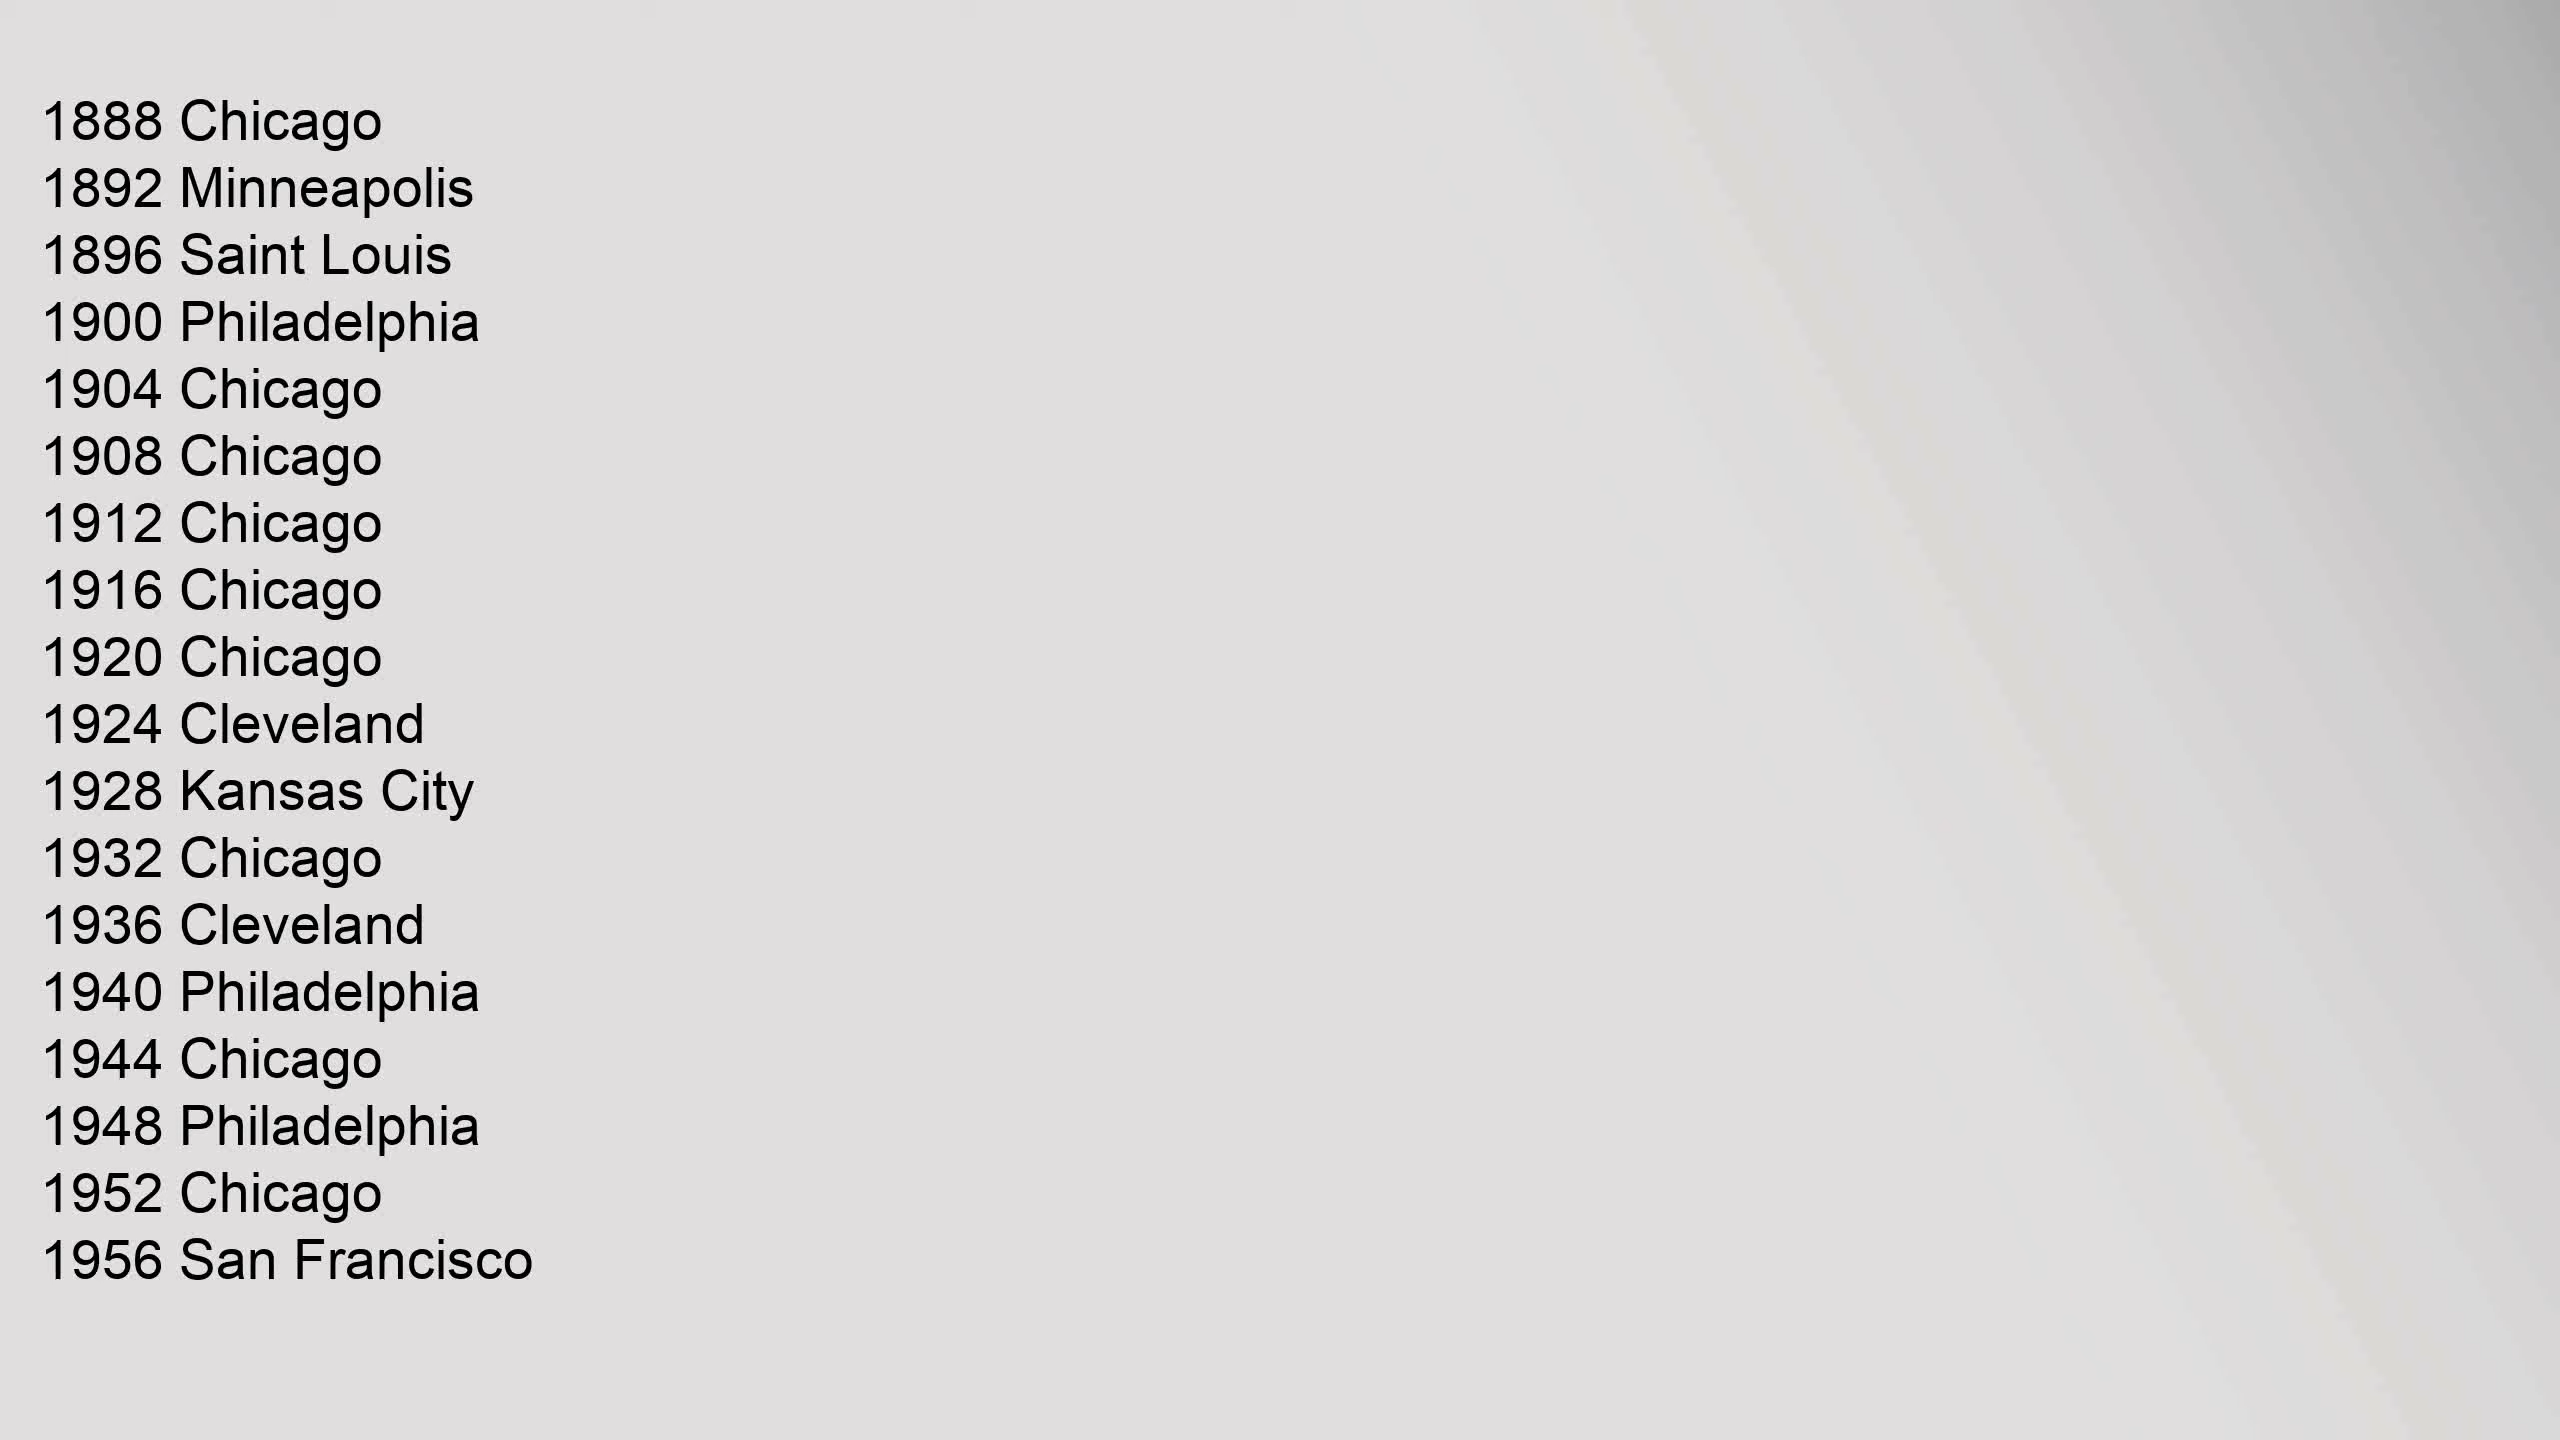 1888 Chicago
1892 Minneapolis
1896 Saint Louis
1900 Philadelphia
1904 Chicago
1908 Chicago
1912 Chicago
1916 Chicago
1920 Chicago
1924 Cleveland
1928 Kansas City
1932 Chicago
1936 Cleveland
1940 Philadelphia
1944 Chicago
1948 Philadelphia
1952 Chicago
1956 San Francisco